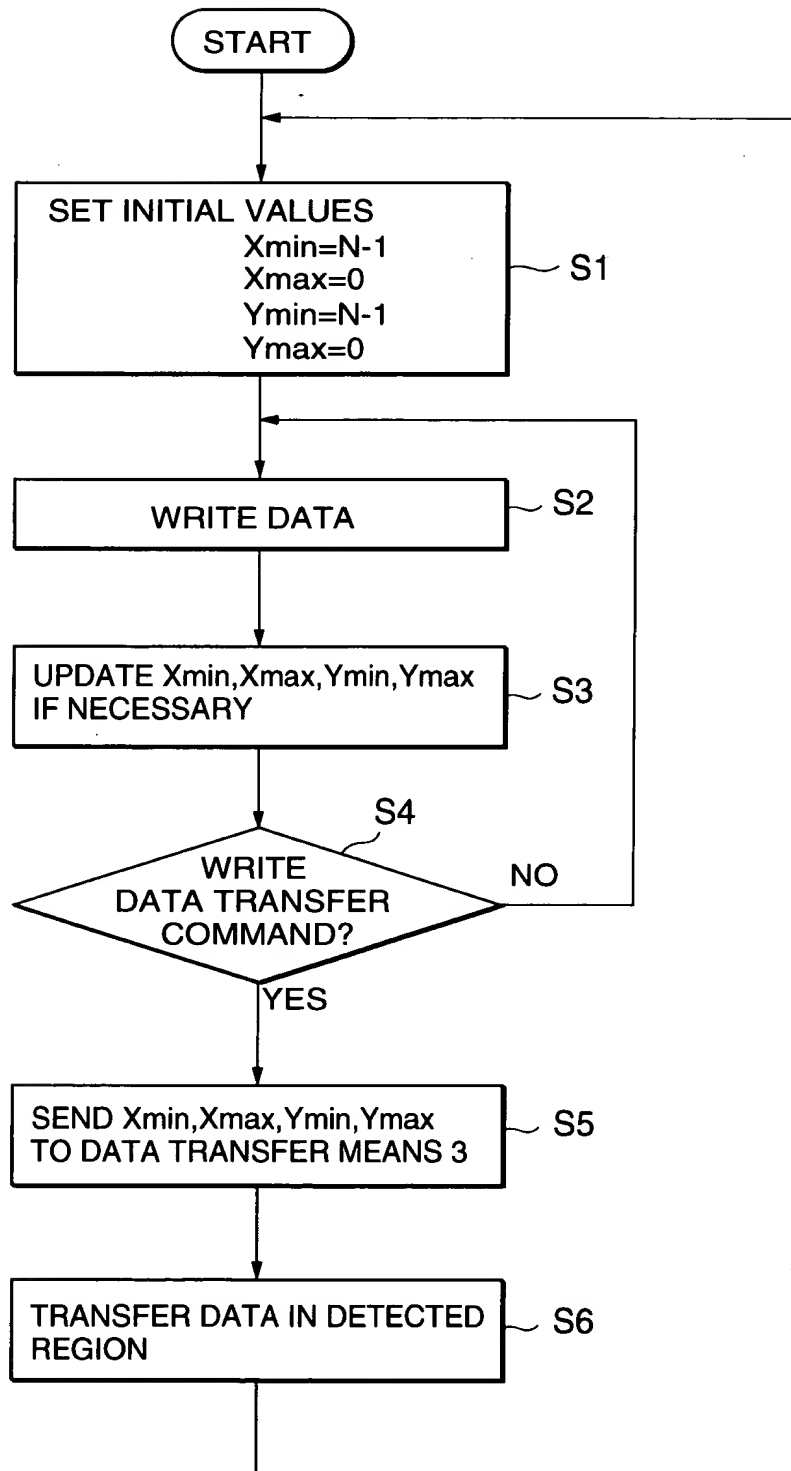 START
SET INITIAL VALUES
Xmin=N-1
Xmax=0
Ymin=N-1
Ymax=0
S1
WRITE DATA
S2
UPDATE Xmin,Xmax,Ymin,Ymax
IF NECESSARY
S3
S4
WRITE
DATA TRANSFER
COMMAND?
NO
YES
SEND Xmin,Xmax,Ymin,Ymax
TO DATA TRANSFER MEANS 3
S5
TRANSFER DATA IN DETECTED
REGION
S6